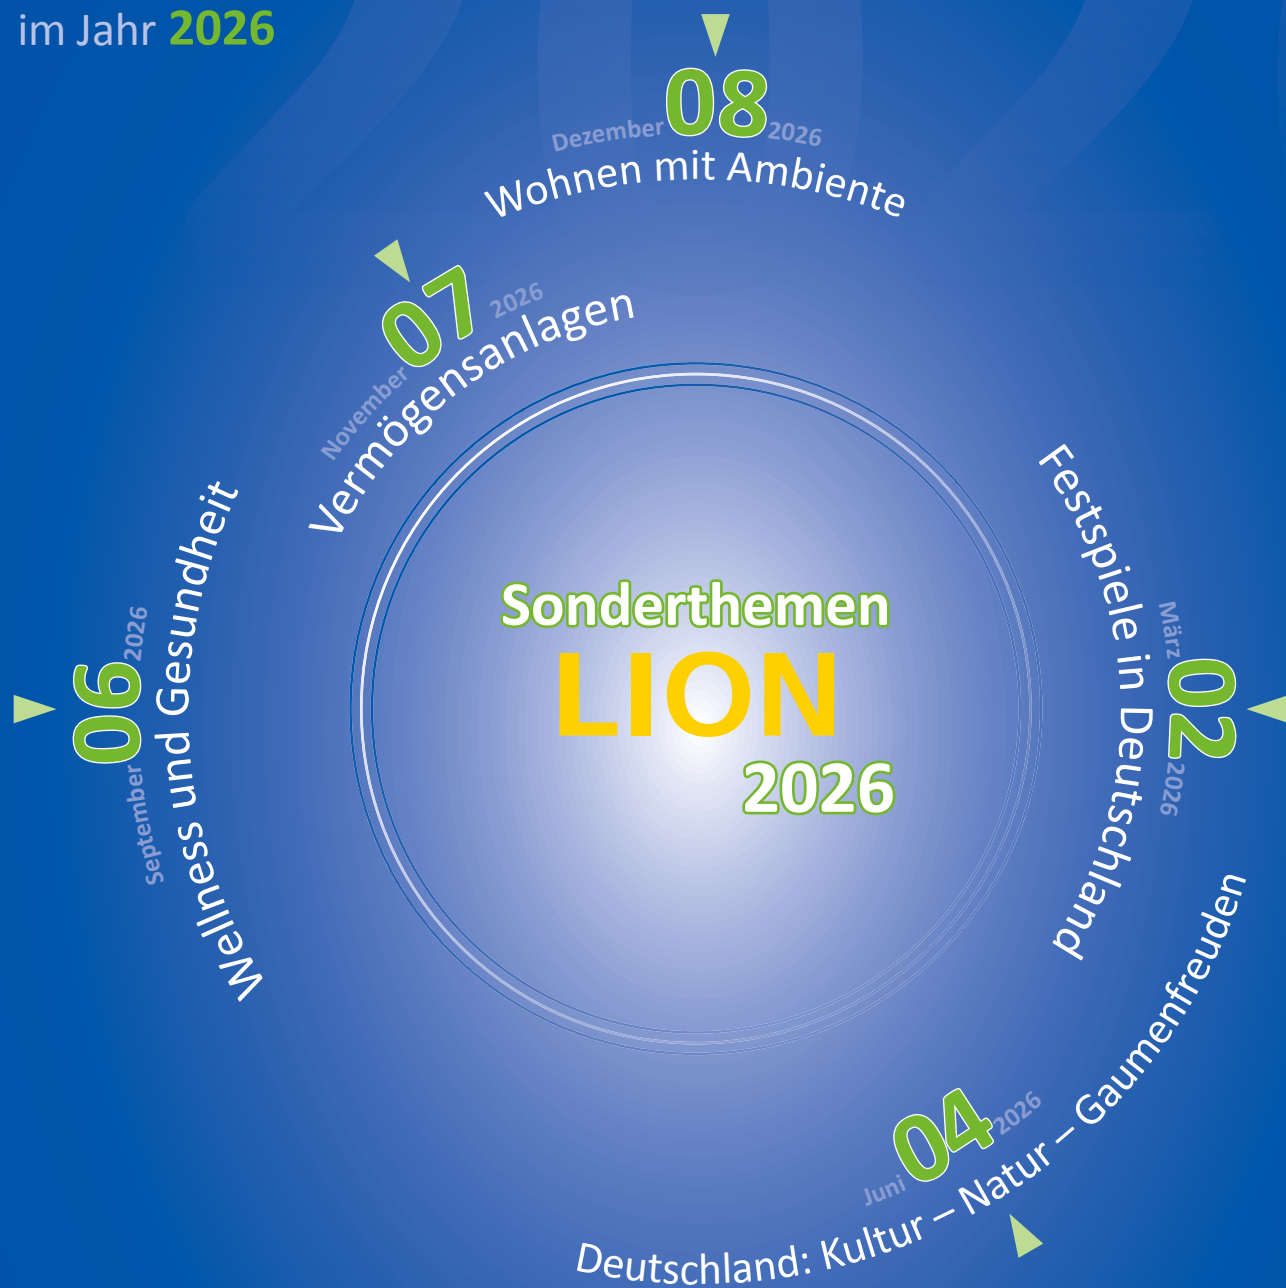 im Jahr 2026
08
Dezember 2026
Wohnen mit Ambiente
07
November 2026
Vermögensanlagen
06
September 2026
Wellness und Gesundheit
Sonderthemen
LION
2026
02
März 2026
Festspiele in Deutschland
04
Juni 2026
Deutschland: Kultur – Natur – Gaumenfreuden